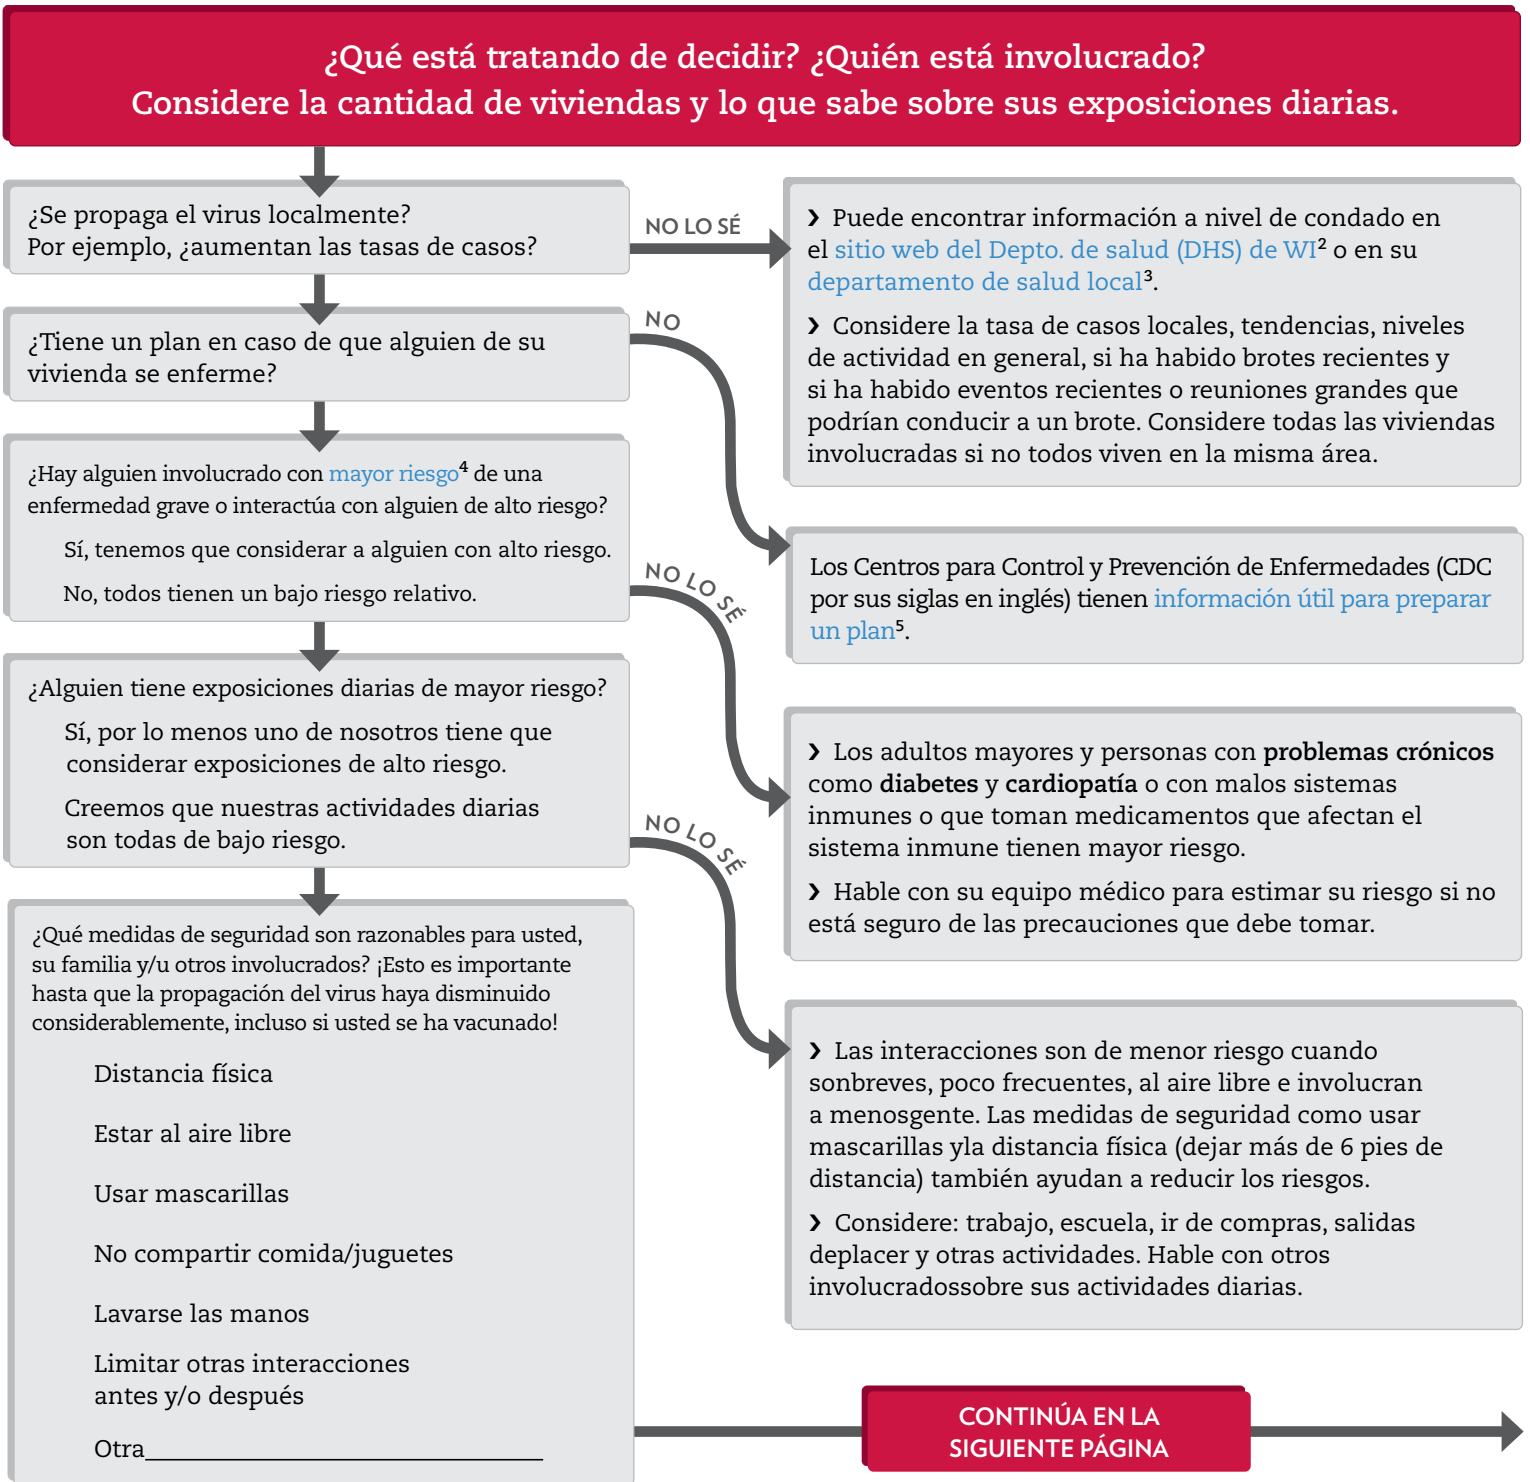 ¿Qué está tratando de decidir? ¿Quién está involucrado?
Considere la cantidad de viviendas y lo que sabe sobre sus exposiciones diarias.
¿Se propaga el virus localmente?
Por ejemplo, ¿aumentan las tasas de casos?
NO LO SÉ
› Puede encontrar información a nivel de condado en
el sitio web del Depto. de salud (DHS) de WI² o en su
departamento de salud local³.
› Considere la tasa de casos locales, tendencias, niveles
de actividad en general, si ha habido brotes recientes y
si ha habido eventos recientes o reuniones grandes que
podrían conducir a un brote. Considere todas las viviendas
involucradas si no todos viven en la misma área.
¿Tiene un plan en caso de que alguien de su
vivienda se enferme?
NO
Los Centros para Control y Prevención de Enfermedades (CDC
por sus siglas en inglés) tienen información útil para preparar
un plan⁵.
¿Hay alguien involucrado con mayor riesgo⁴ de una
enfermedad grave o interactúa con alguien de alto riesgo?
Sí, tenemos que considerar a alguien con alto riesgo.
No, todos tienen un bajo riesgo relativo.
NO LO SÉ
› Los adultos mayores y personas con problemas crónicos
como diabetes y cardiopatía o con malos sistemas
inmunes o que toman medicamentos que afectan el
sistema inmune tienen mayor riesgo.
› Hable con su equipo médico para estimar su riesgo si no
está seguro de las precauciones que debe tomar.
¿Alguien tiene exposiciones diarias de mayor riesgo?
Sí, por lo menos uno de nosotros tiene que
considerar exposiciones de alto riesgo.
Creemos que nuestras actividades diarias
son todas de bajo riesgo.
NO LO SÉ
› Las interacciones son de menor riesgo cuando
sonbreves, poco frecuentes, al aire libre e involucran
a menosgente. Las medidas de seguridad como usar
mascarillas yla distancia física (dejar más de 6 pies de
distancia) también ayudan a reducir los riesgos.
› Considere: trabajo, escuela, ir de compras, salidas
deplacer y otras actividades. Hable con otros
involucradossobre sus actividades diarias.
¿Qué medidas de seguridad son razonables para usted,
su familia y/u otros involucrados? ¡Esto es importante
hasta que la propagación del virus haya disminuido
considerablemente, incluso si usted se ha vacunado!
Distancia física
Estar al aire libre
Usar mascarillas
No compartir comida/juguetes
Lavarse las manos
Limitar otras interacciones
antes y/o después
Otra______________________________
CONTINÚA EN LA
SIGUIENTE PÁGINA